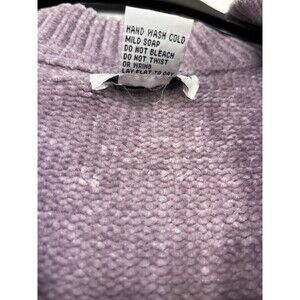 HAND WASH COLD
MILD SOAP
DO NOT BLEACH
DO NOT TWIST
OR WRING
LAY FLAT TO DRY